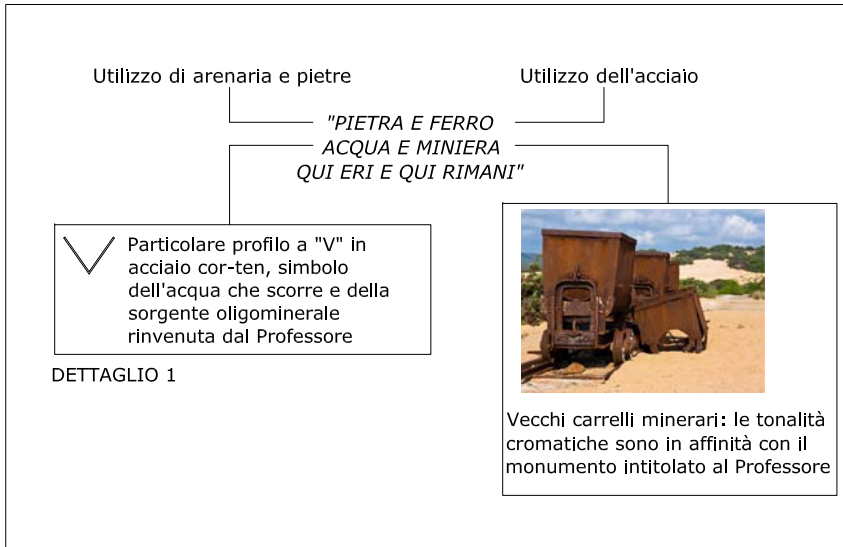 Utilizzo di arenaria e pietre
Utilizzo dell'acciaio
"PIETRA E FERRO
ACQUA E MINIERA
QUI ERI E QUI RIMANI"
Particolare profilo a "V" in
acciaio cor-ten, simbolo
dell'acqua che scorre e della
sorgente oligominerale
rinvenuta dal Professore
DETTAGLIO 1
Vecchi carrelli minerari: le tonalità
cromatiche sono in affinità con il
monumento intitolato al Professore